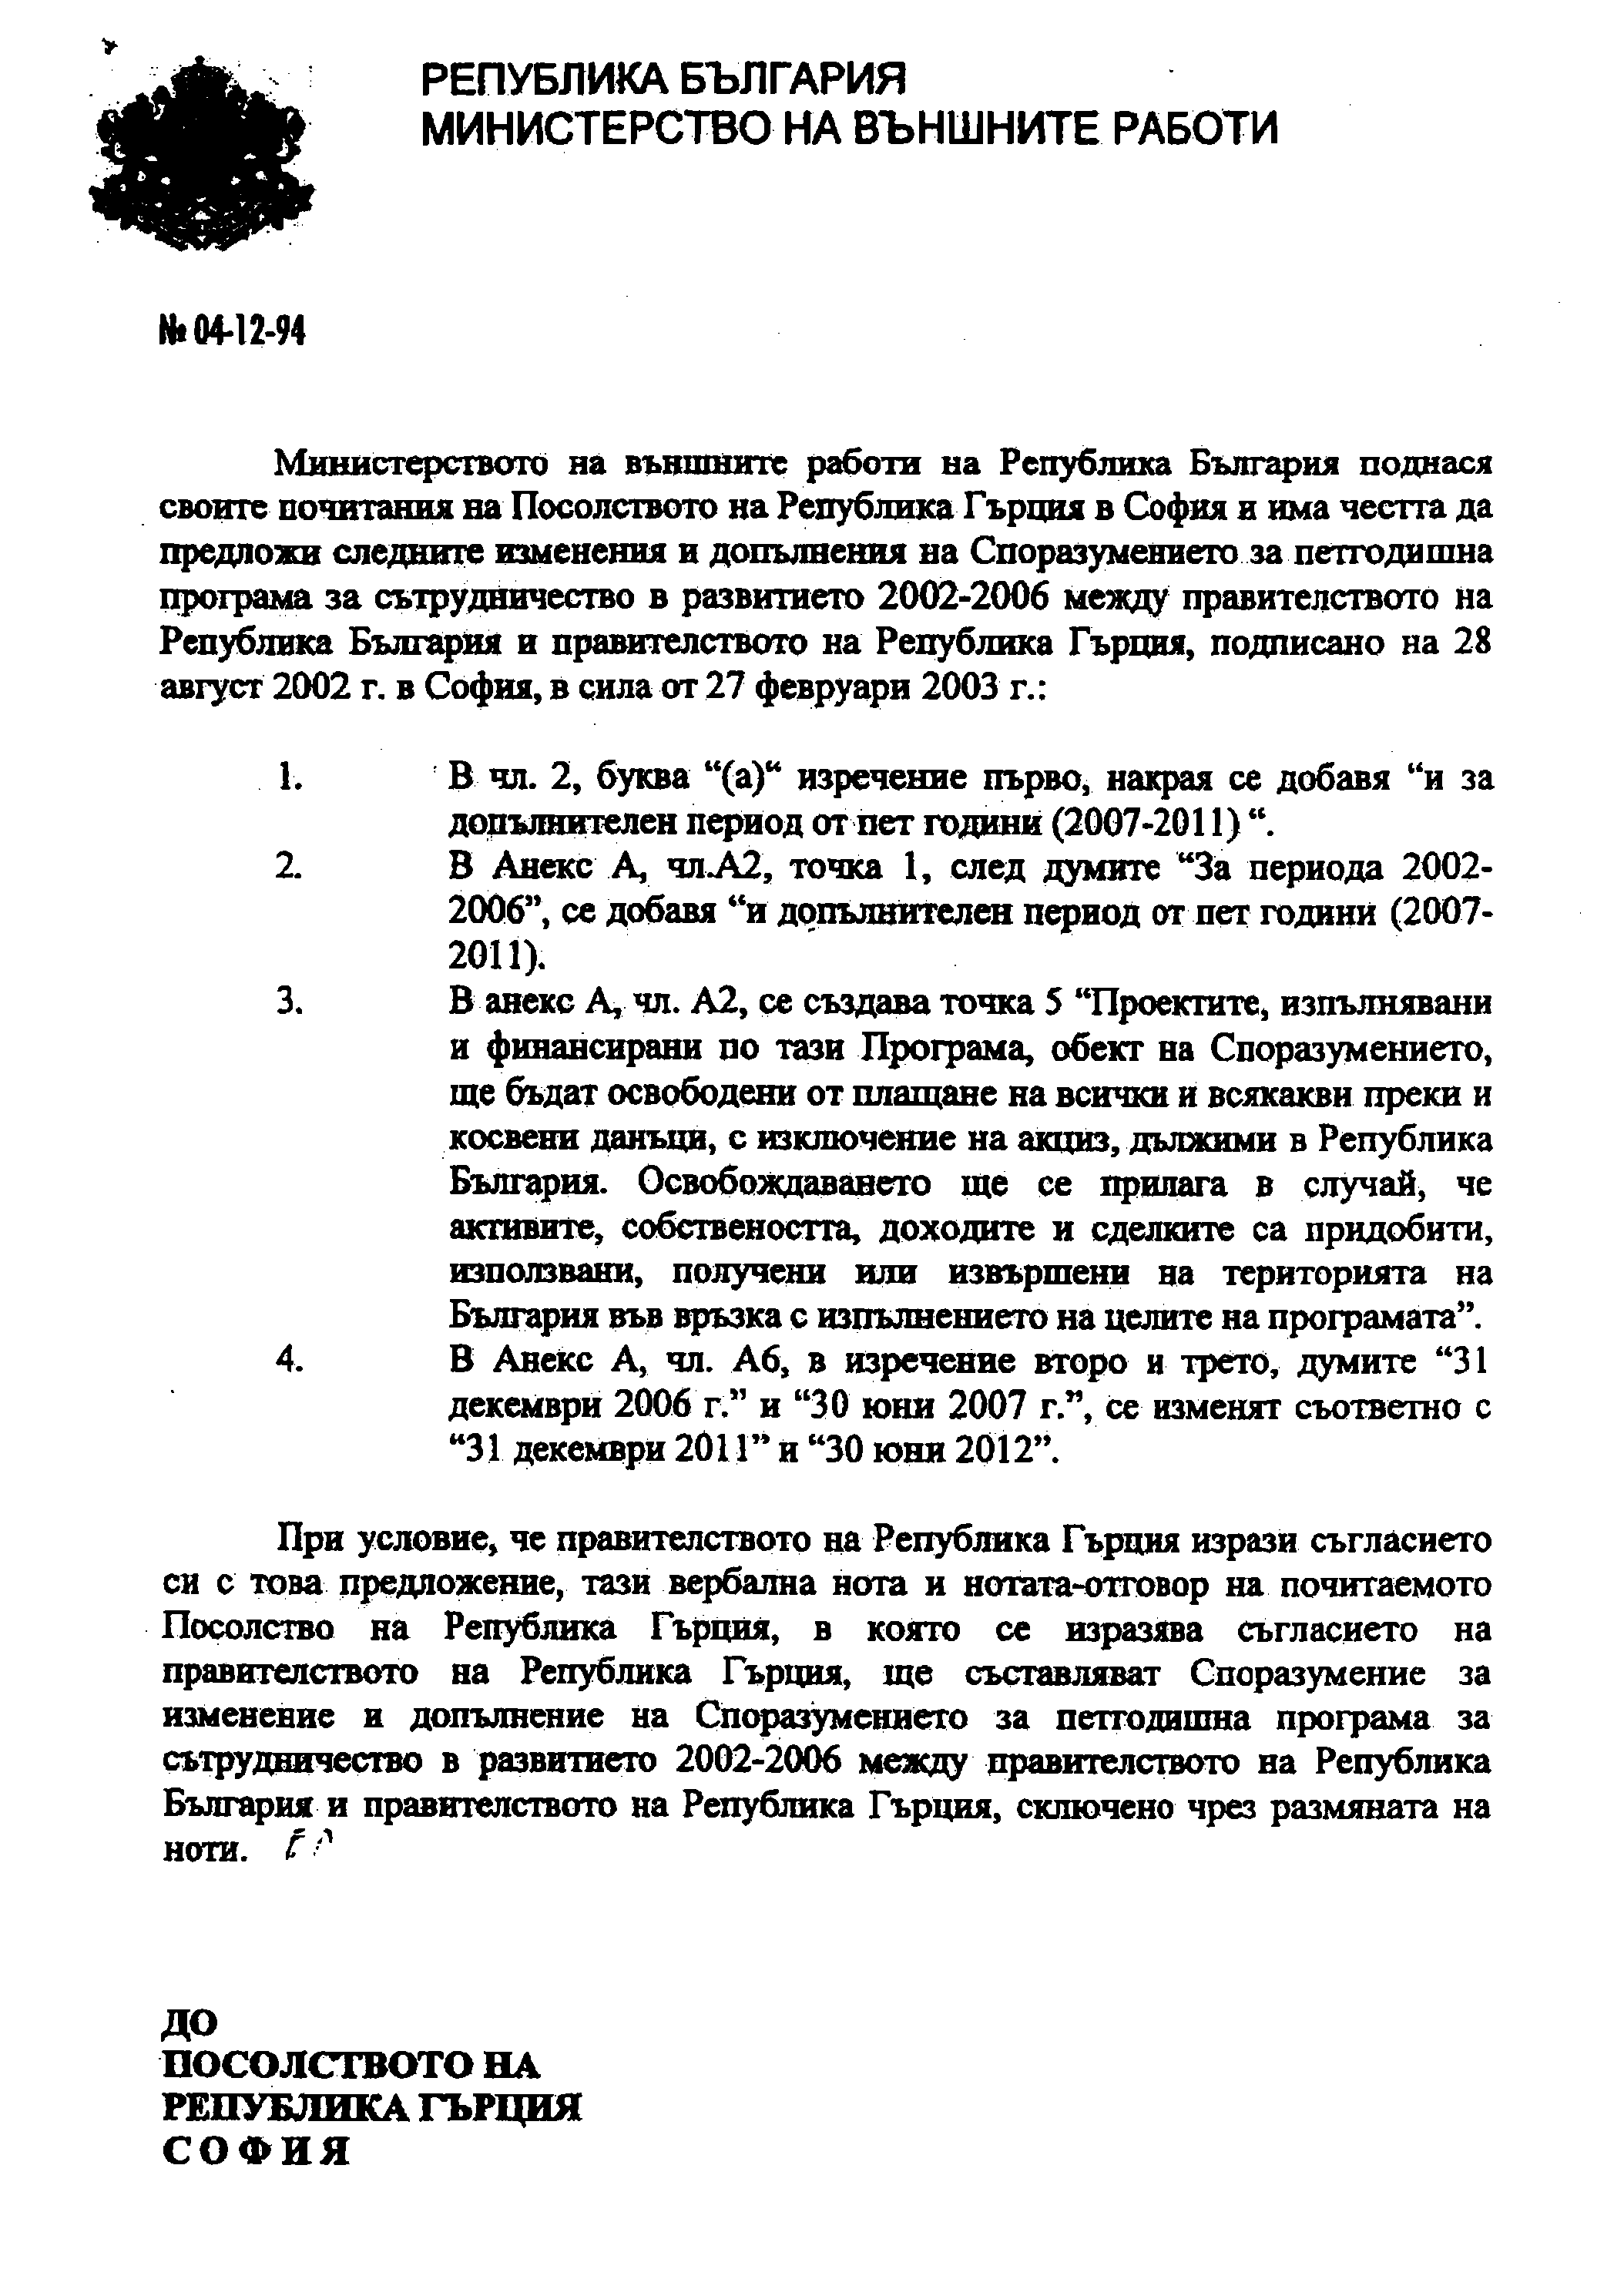 РЕПУБЛИКА БЪЛГАРИЯ
МИНИСТЕРСТВО НА ВЪНШНИТЕ РАБОТИ
№ 04-12-94
Министерството на външните работи на Република България поднася
своите почитания на Посолството на Република Гърция в София и има честта да
предложи следните изменения и допълнения на Споразумението за петгодишна
програма за сътрудничество в развитието 2002-2006 между правителството на
Република България и правителството на Република Гърция, подписано на 28
август 2002 г. в София, в сила от 27 февруари 2003 г.:
1. В чл. 2, буква “(а)“ изречение първо, накрая се добавя “и за
допълнителен период от пет години (2007-2011) “.
2. В Анекс А, чл.А2, точка 1, след думите “За периода 2002-
2006”, се добавя “и допълнителен период от пет години (2007-
2011).
3. В анекс А, чл. А2, се създава точка 5 “Проектите, изпълнявани
и финансирани по тази Програма, обект на Споразумението,
ще бъдат освободени от плащане на всички и всякакви преки и
косвени данъци, с изключение на акциз, дължими в Република
България. Освобождаването ще се прилага в случай, че
активите, собствеността, доходите и сделките са придобити,
използвани, получени или извършени на територията на
България във връзка с изпълнението на целите на програмата”.
4. В Анекс А, чл. А6, в изречение второ и трето, думите “31
декември 2006 г.” и “30 юни 2007 г.”, се изменят съответно с
“31 декември 2011” и “30 юни 2012”.
При условие, че правителството на Република Гърция изрази съгласието
си с това предложение, тази вербална нота и нотата-отговор на почитаемото
Посолство на Република Гърция, в която се изразява съгласието на
правителството на Република Гърция, ще съставляват Споразумение за
изменение и допълнение на Споразумението за петгодишна програма за
сътрудничество в развитието 2002-2006 между правителството на Република
България и правителството на Република Гърция, сключено чрез размяната на
ноти.
ДО
ПОСОЛСТВОТО НА
РЕПУБЛИКА ГЪРЦИЯ
С О Ф И Я